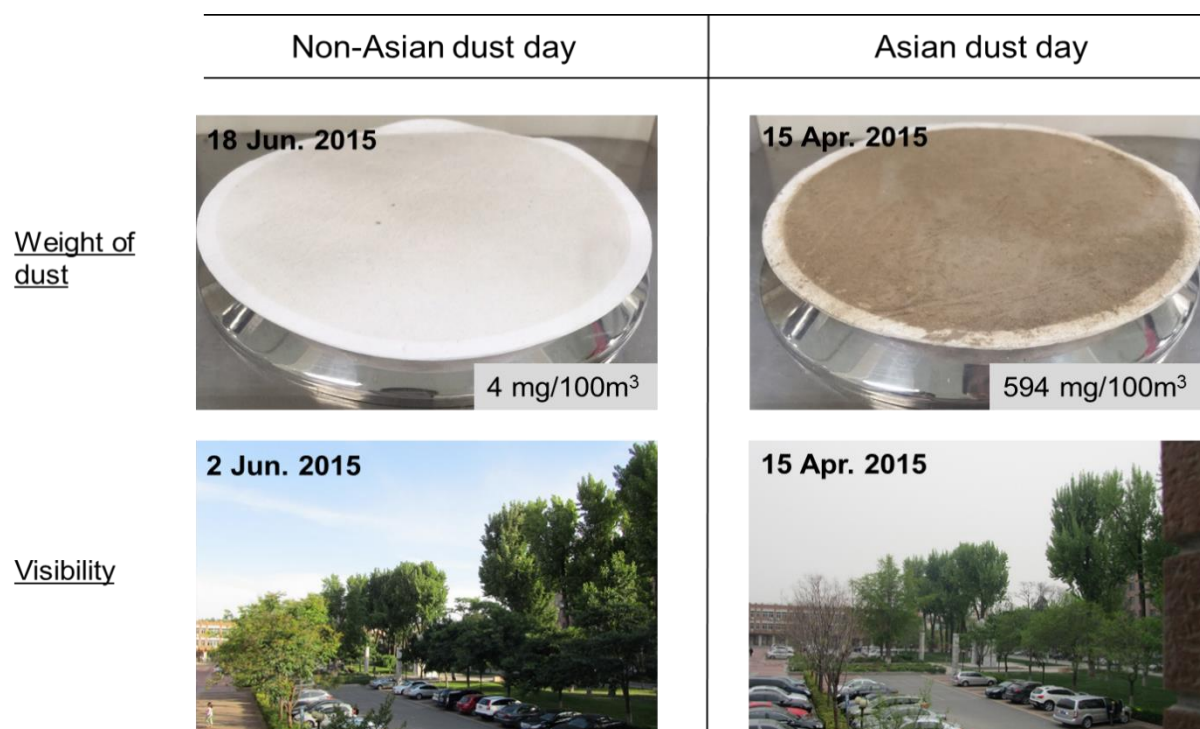 Non-Asian dust day
Asian dust day
Weight of
dust
18 Jun. 2015
4 mg/100m³
15 Apr. 2015
594 mg/100m³
Visibility
2 Jun. 2015
15 Apr. 2015